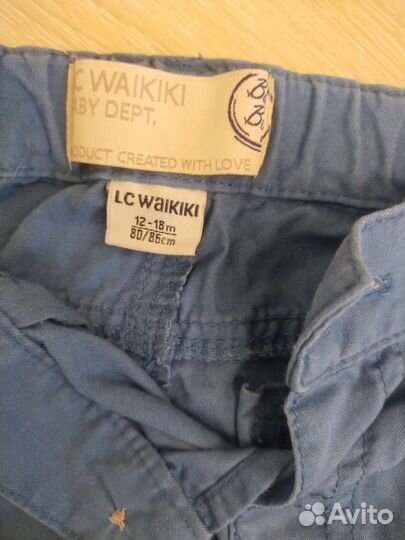 C WAIKIKI
ABY DEPT.
ODUCT CREATED WITH LOVE
LC WAIKIKI
12-18m
80/86cm
Avito